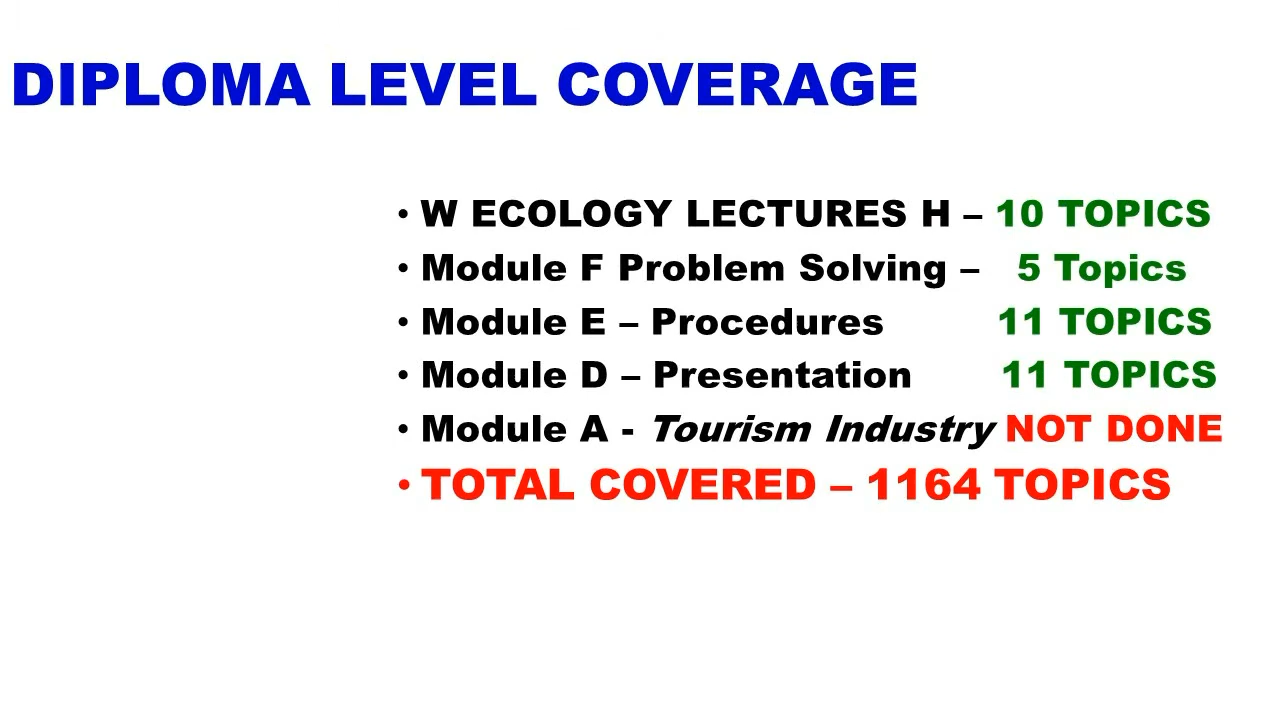 DIPLOMA LEVEL COVERAGE
• W ECOLOGY LECTURES H – 10 TOPICS
• Module F Problem Solving – 5 Topics
• Module E – Procedures 11 TOPICS
• Module D – Presentation 11 TOPICS
• Module A - Tourism Industry NOT DONE
• TOTAL COVERED – 1164 TOPICS